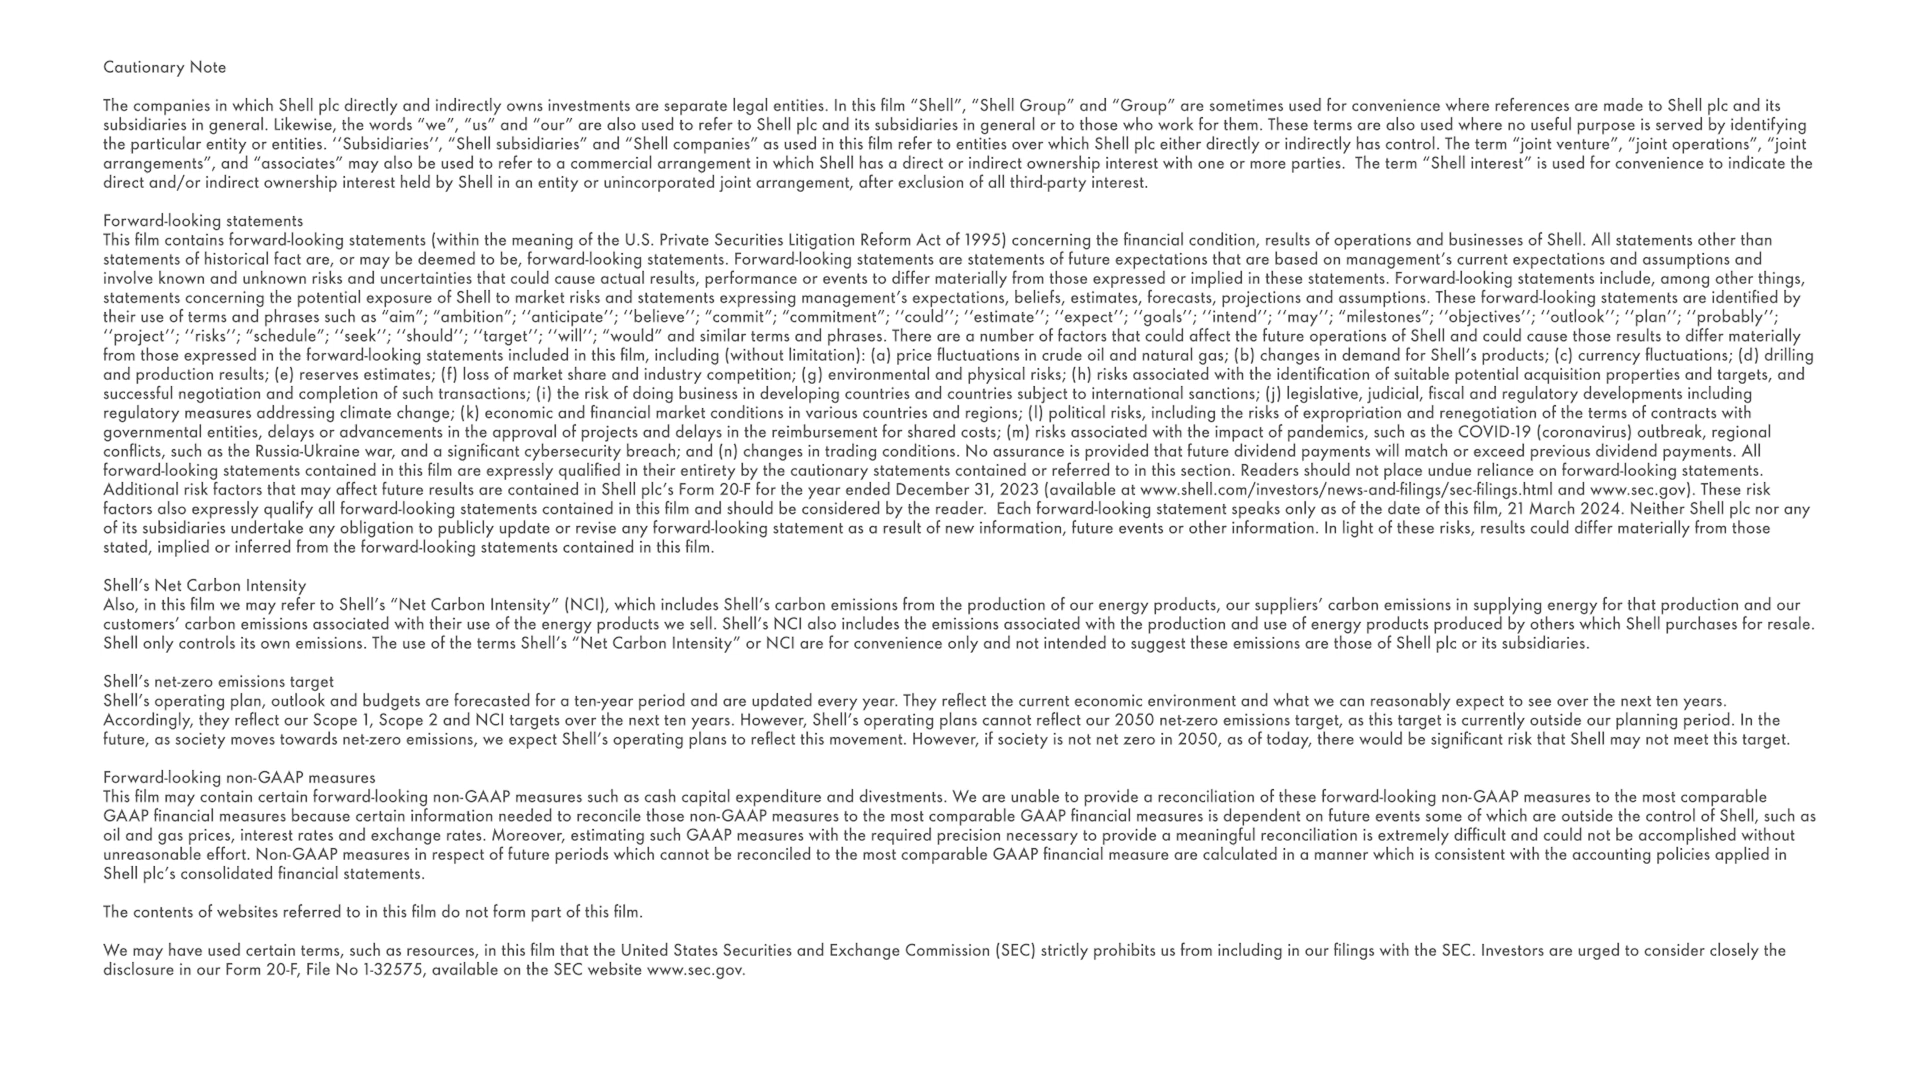 Cautionary Note
The companies in which Shell plc directly and indirectly owns investments are separate legal entities. In this film “Shell”, “Shell Group” and “Group” are sometimes used for convenience where references are made to Shell plc and its
subsidiaries in general. Likewise, the words “we”, “us” and “our” are also used to refer to Shell plc and its subsidiaries in general or to those who work for them. These terms are also used where no useful purpose is served by identifying
the particular entity or entities. ‘’Subsidiaries’’, “Shell subsidiaries” and “Shell companies” as used in this film refer to entities over which Shell plc either directly or indirectly has control. The term “joint venture”, “joint operations”, “joint
arrangements”, and “associates” may also be used to refer to a commercial arrangement in which Shell has a direct or indirect ownership interest with one or more parties.  The term “Shell interest” is used for convenience to indicate the
direct and/or indirect ownership interest held by Shell in an entity or unincorporated joint arrangement, after exclusion of all third-party interest.
Forward-looking statements
This film contains forward-looking statements (within the meaning of the U.S. Private Securities Litigation Reform Act of 1995) concerning the financial condition, results of operations and businesses of Shell. All statements other than
statements of historical fact are, or may be deemed to be, forward-looking statements. Forward-looking statements are statements of future expectations that are based on management’s current expectations and assumptions and
involve known and unknown risks and uncertainties that could cause actual results, performance or events to differ materially from those expressed or implied in these statements. Forward-looking statements include, among other things,
statements concerning the potential exposure of Shell to market risks and statements expressing management’s expectations, beliefs, estimates, forecasts, projections and assumptions. These forward-looking statements are identified by
their use of terms and phrases such as “aim”; “ambition”; ‘’anticipate’’; ‘’believe’’; “commit”; “commitment”; ‘’could’’; ‘’estimate’’; ‘’expect’’; ‘’goals’’; ‘’intend’’; ‘’may’’; “milestones”; ‘’objectives’’; ‘’outlook’’; ‘’plan’’; ‘’probably’’;
‘’project’’; ‘’risks’’; “schedule”; ‘’seek’’; ‘’should’’; ‘’target’’; ‘’will’’; “would” and similar terms and phrases. There are a number of factors that could affect the future operations of Shell and could cause those results to differ materially
from those expressed in the forward-looking statements included in this film, including (without limitation): (a) price fluctuations in crude oil and natural gas; (b) changes in demand for Shell’s products; (c) currency fluctuations; (d) drilling
and production results; (e) reserves estimates; (f) loss of market share and industry competition; (g) environmental and physical risks; (h) risks associated with the identification of suitable potential acquisition properties and targets, and
successful negotiation and completion of such transactions; (i) the risk of doing business in developing countries and countries subject to international sanctions; (j) legislative, judicial, fiscal and regulatory developments including
regulatory measures addressing climate change; (k) economic and financial market conditions in various countries and regions; (l) political risks, including the risks of expropriation and renegotiation of the terms of contracts with
governmental entities, delays or advancements in the approval of projects and delays in the reimbursement for shared costs; (m) risks associated with the impact of pandemics, such as the COVID-19 (coronavirus) outbreak, regional
conflicts, such as the Russia-Ukraine war, and a significant cybersecurity breach; and (n) changes in trading conditions. No assurance is provided that future dividend payments will match or exceed previous dividend payments. All
forward-looking statements contained in this film are expressly qualified in their entirety by the cautionary statements contained or referred to in this section. Readers should not place undue reliance on forward-looking statements.
Additional risk factors that may affect future results are contained in Shell plc’s Form 20-F for the year ended December 31, 2023 (available at www.shell.com/investors/news-and-filings/sec-filings.html and www.sec.gov). These risk
factors also expressly qualify all forward-looking statements contained in this film and should be considered by the reader.  Each forward-looking statement speaks only as of the date of this film, 21 March 2024. Neither Shell plc nor any
of its subsidiaries undertake any obligation to publicly update or revise any forward-looking statement as a result of new information, future events or other information. In light of these risks, results could differ materially from those
stated, implied or inferred from the forward-looking statements contained in this film.
Shell’s Net Carbon Intensity
Also, in this film we may refer to Shell’s “Net Carbon Intensity” (NCI), which includes Shell’s carbon emissions from the production of our energy products, our suppliers’ carbon emissions in supplying energy for that production and our
customers’ carbon emissions associated with their use of the energy products we sell. Shell’s NCI also includes the emissions associated with the production and use of energy products produced by others which Shell purchases for resale.
Shell only controls its own emissions. The use of the terms Shell’s “Net Carbon Intensity” or NCI are for convenience only and not intended to suggest these emissions are those of Shell plc or its subsidiaries.
Shell’s net-zero emissions target
Shell’s operating plan, outlook and budgets are forecasted for a ten-year period and are updated every year. They reflect the current economic environment and what we can reasonably expect to see over the next ten years.
Accordingly, they reflect our Scope 1, Scope 2 and NCI targets over the next ten years. However, Shell’s operating plans cannot reflect our 2050 net-zero emissions target, as this target is currently outside our planning period. In the
future, as society moves towards net-zero emissions, we expect Shell’s operating plans to reflect this movement. However, if society is not net zero in 2050, as of today, there would be significant risk that Shell may not meet this target.
Forward-looking non-GAAP measures
This film may contain certain forward-looking non-GAAP measures such as cash capital expenditure and divestments. We are unable to provide a reconciliation of these forward-looking non-GAAP measures to the most comparable
GAAP financial measures because certain information needed to reconcile those non-GAAP measures to the most comparable GAAP financial measures is dependent on future events some of which are outside the control of Shell, such as
oil and gas prices, interest rates and exchange rates. Moreover, estimating such GAAP measures with the required precision necessary to provide a meaningful reconciliation is extremely difficult and could not be accomplished without
unreasonable effort. Non-GAAP measures in respect of future periods which cannot be reconciled to the most comparable GAAP financial measure are calculated in a manner which is consistent with the accounting policies applied in
Shell plc’s consolidated financial statements.
The contents of websites referred to in this film do not form part of this film.
We may have used certain terms, such as resources, in this film that the United States Securities and Exchange Commission (SEC) strictly prohibits us from including in our filings with the SEC. Investors are urged to consider closely the
disclosure in our Form 20-F, File No 1-32575, available on the SEC website www.sec.gov.